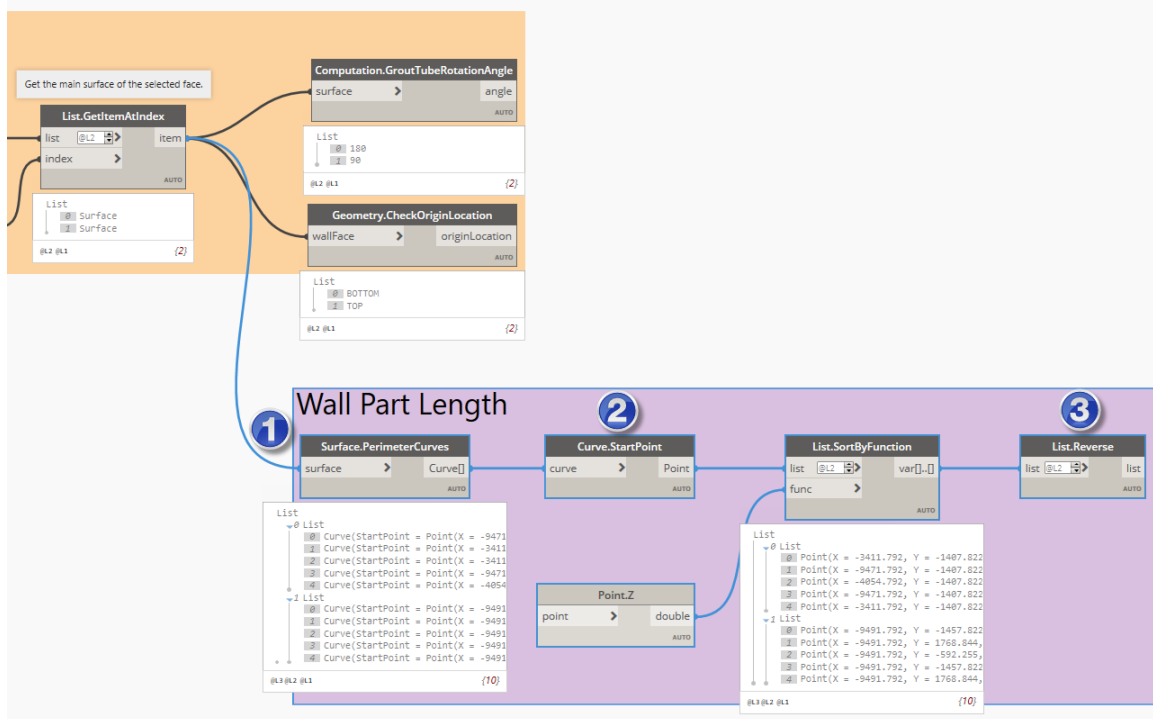 Get the main surface of the selected face.
List.GetItemAtIndex
list @L2 > item
index >
AUTO
List
0 Surface
1 Surface
@L2 @L1 {2}
Computation.GroutTubeRotationAngle
surface > angle
AUTO
List
0 180
1 90
@L2 @L1 {2}
Geometry.CheckOriginLocation
wallFace > originLocation
AUTO
List
0 BOTTOM
1 TOP
@L2 @L1 {2}
Wall Part Length
1
Surface.PerimeterCurves
surface > Curve[]
AUTO
List
0 List
0 Curve(StartPoint = Point(X = -9471
1 Curve(StartPoint = Point(X = -3411
2 Curve(StartPoint = Point(X = -3411
3 Curve(StartPoint = Point(X = -9471
4 Curve(StartPoint = Point(X = -4054
1 List
0 Curve(StartPoint = Point(X = -9491
1 Curve(StartPoint = Point(X = -9491
2 Curve(StartPoint = Point(X = -9491
3 Curve(StartPoint = Point(X = -9491
4 Curve(StartPoint = Point(X = -9491
@L3 @L2 @L1 {10}
2
Curve.StartPoint
curve > Point
AUTO
Point.Z
point > double
AUTO
List.SortByFunction
list @L2 > var[]..[]
func >
AUTO
List
0 List
0 Point(X = -3411.792, Y = -1407.822
1 Point(X = -9471.792, Y = -1407.822
2 Point(X = -4054.792, Y = -1407.822
3 Point(X = -9471.792, Y = -1407.822
4 Point(X = -3411.792, Y = -1407.822
1 List
0 Point(X = -9491.792, Y = -1457.822
1 Point(X = -9491.792, Y = 1768.844,
2 Point(X = -9491.792, Y = -592.255,
3 Point(X = -9491.792, Y = -1457.822
4 Point(X = -9491.792, Y = 1768.844,
@L3 @L2 @L1 {10}
3
List.Reverse
list @L2 > list
AUTO